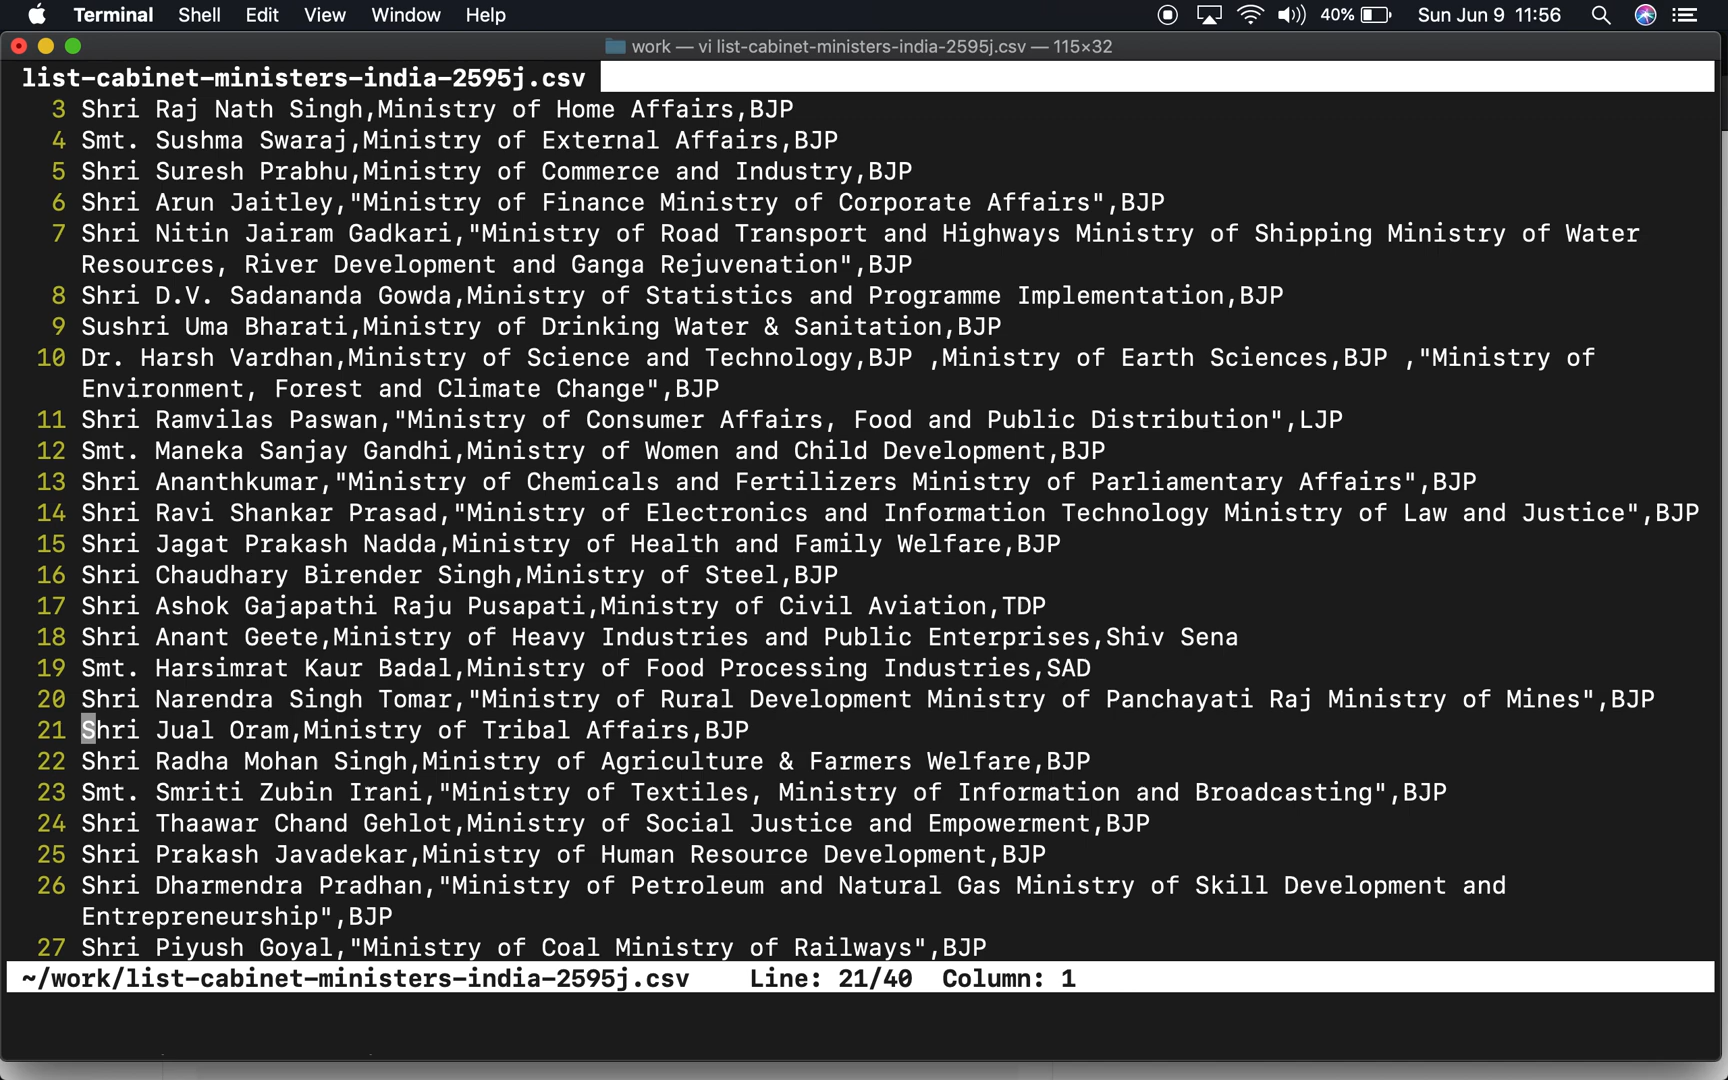 Terminal Shell Edit View Window Help 40% Sun Jun 9 11:56
work — vi list-cabinet-ministers-india-2595j.csv — 115×32
list-cabinet-ministers-india-2595j.csv
3 Shri Raj Nath Singh,Ministry of Home Affairs,BJP
4 Smt. Sushma Swaraj,Ministry of External Affairs,BJP
5 Shri Suresh Prabhu,Ministry of Commerce and Industry,BJP
6 Shri Arun Jaitley,"Ministry of Finance Ministry of Corporate Affairs",BJP
7 Shri Nitin Jairam Gadkari,"Ministry of Road Transport and Highways Ministry of Shipping Ministry of Water
Resources, River Development and Ganga Rejuvenation",BJP
8 Shri D.V. Sadananda Gowda,Ministry of Statistics and Programme Implementation,BJP
9 Sushri Uma Bharati,Ministry of Drinking Water & Sanitation,BJP
10 Dr. Harsh Vardhan,Ministry of Science and Technology,BJP ,Ministry of Earth Sciences,BJP ,"Ministry of
Environment, Forest and Climate Change",BJP
11 Shri Ramvilas Paswan,"Ministry of Consumer Affairs, Food and Public Distribution",LJP
12 Smt. Maneka Sanjay Gandhi,Ministry of Women and Child Development,BJP
13 Shri Ananthkumar,"Ministry of Chemicals and Fertilizers Ministry of Parliamentary Affairs",BJP
14 Shri Ravi Shankar Prasad,"Ministry of Electronics and Information Technology Ministry of Law and Justice",BJP
15 Shri Jagat Prakash Nadda,Ministry of Health and Family Welfare,BJP
16 Shri Chaudhary Birender Singh,Ministry of Steel,BJP
17 Shri Ashok Gajapathi Raju Pusapati,Ministry of Civil Aviation,TDP
18 Shri Anant Geete,Ministry of Heavy Industries and Public Enterprises,Shiv Sena
19 Smt. Harsimrat Kaur Badal,Ministry of Food Processing Industries,SAD
20 Shri Narendra Singh Tomar,"Ministry of Rural Development Ministry of Panchayati Raj Ministry of Mines",BJP
21 Shri Jual Oram,Ministry of Tribal Affairs,BJP
22 Shri Radha Mohan Singh,Ministry of Agriculture & Farmers Welfare,BJP
23 Smt. Smriti Zubin Irani,"Ministry of Textiles, Ministry of Information and Broadcasting",BJP
24 Shri Thaawar Chand Gehlot,Ministry of Social Justice and Empowerment,BJP
25 Shri Prakash Javadekar,Ministry of Human Resource Development,BJP
26 Shri Dharmendra Pradhan,"Ministry of Petroleum and Natural Gas Ministry of Skill Development and
Entrepreneurship",BJP
27 Shri Piyush Goyal,"Ministry of Coal Ministry of Railways",BJP
~/work/list-cabinet-ministers-india-2595j.csv Line: 21/40 Column: 1